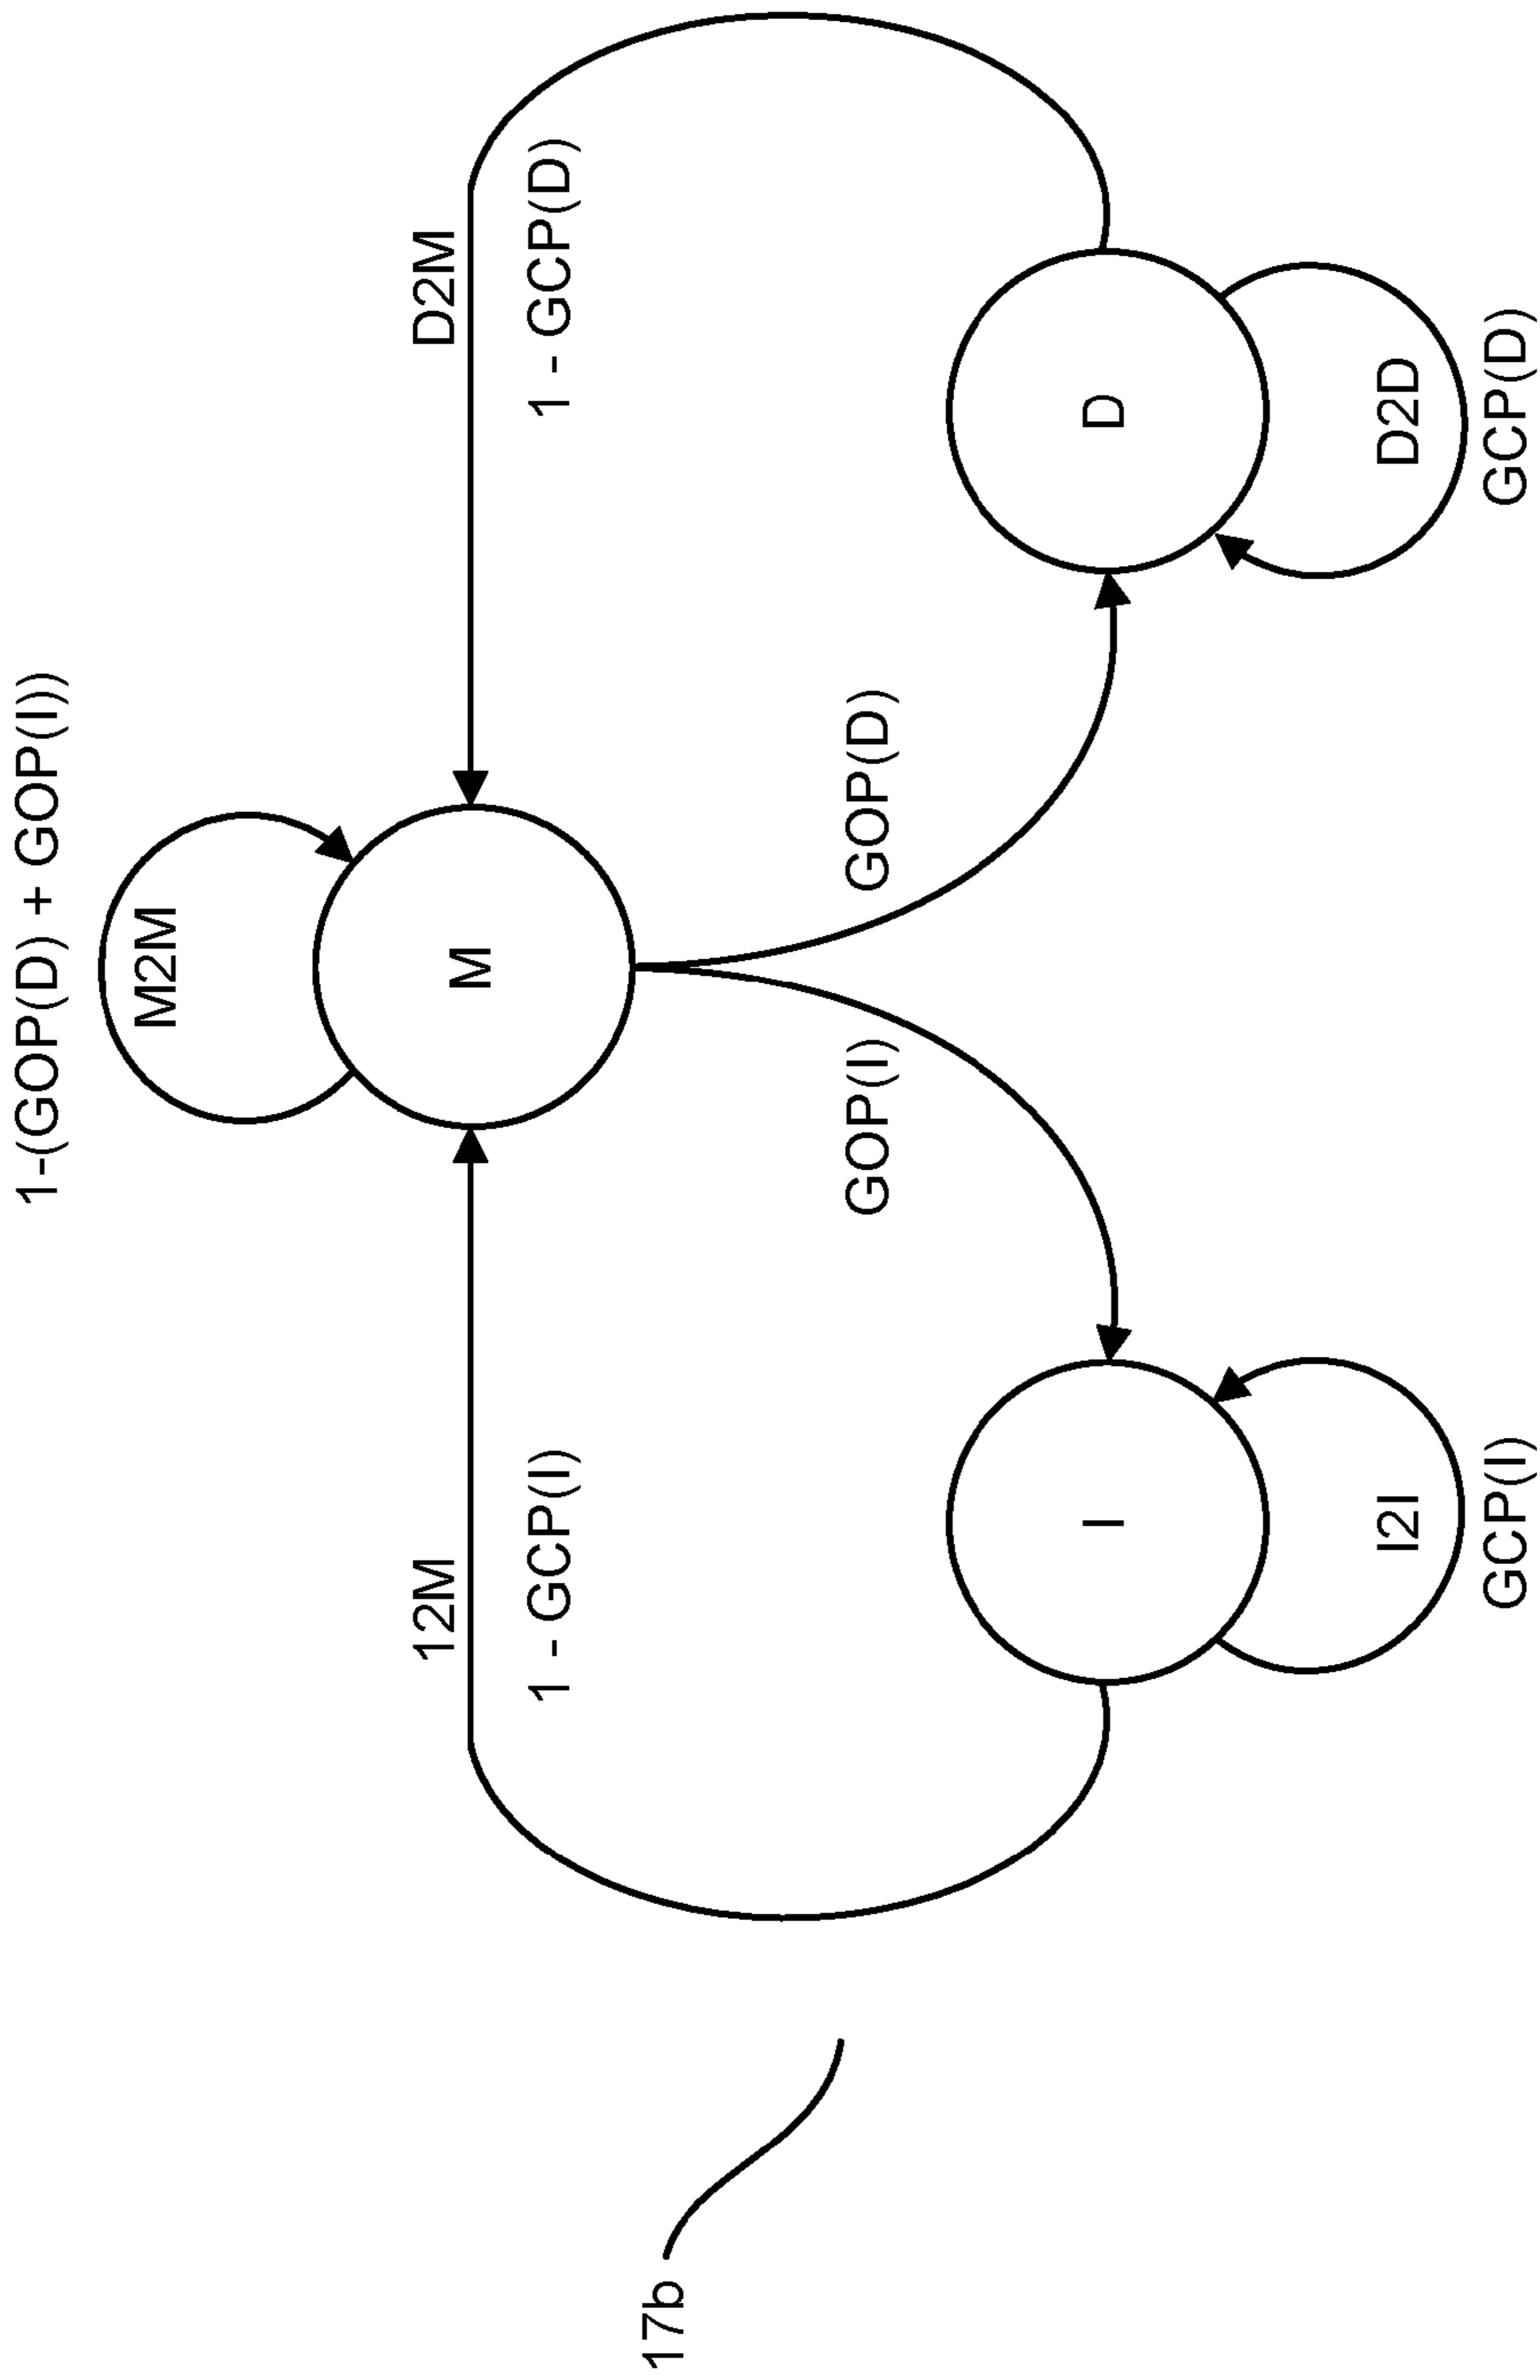 1-(GOP(D) + GOP(I))
M2M
12M
D2M
M
1 - GCP(I)
1 - GCP(D)
17b
GOP(I)
GOP(D)
I
D
I2I
D2D
GCP(I)
GCP(D)